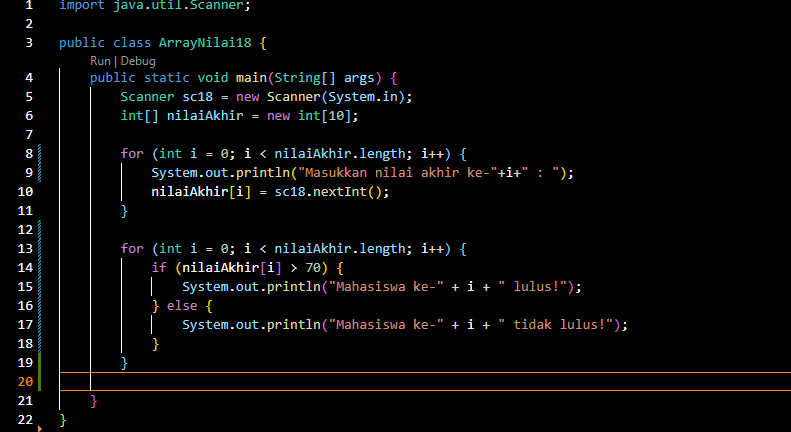 1 import java.util.Scanner;
2
3 public class ArrayNilai18 {
Run | Debug
4 public static void main(String[] args) {
5 Scanner sc18 = new Scanner(System.in);
6 int[] nilaiAkhir = new int[10];
7
8 for (int i = 0; i < nilaiAkhir.length; i++) {
9 System.out.println("Masukkan nilai akhir ke-"+i+" : ");
10 nilaiAkhir[i] = sc18.nextInt();
11 }
12
13 for (int i = 0; i < nilaiAkhir.length; i++) {
14 if (nilaiAkhir[i] > 70) {
15 System.out.println("Mahasiswa ke-" + i + " lulus!");
16 } else {
17 System.out.println("Mahasiswa ke-" + i + " tidak lulus!");
18 }
19 }
20
21 }
22 }